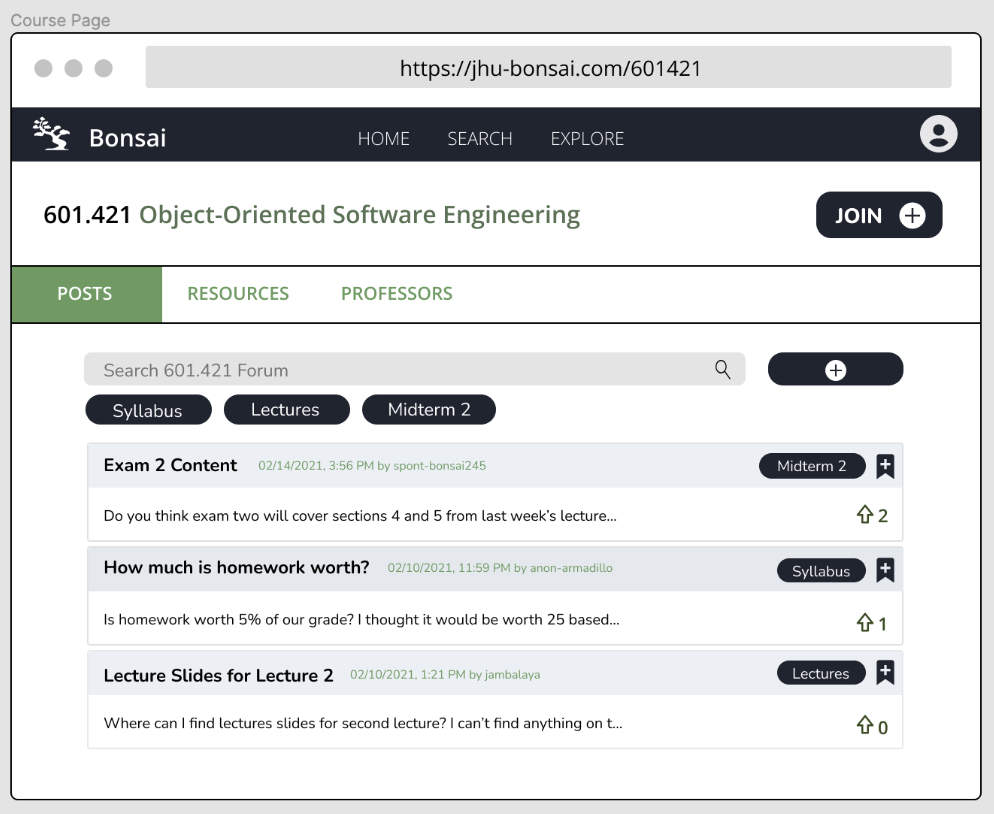 Course Page
https://jhu-bonsai.com/601421
Bonsai HOME SEARCH EXPLORE
601.421 Object-Oriented Software Engineering JOIN
POSTS RESOURCES PROFESSORS
Search 601.421 Forum
Syllabus Lectures Midterm 2
Exam 2 Content 02/14/2021, 3:56 PM by spont-bonsai245 Midterm 2
Do you think exam two will cover sections 4 and 5 from last week’s lecture... 2
How much is homework worth? 02/10/2021, 11:59 PM by anon-armadillo Syllabus
Is homework worth 5% of our grade? I thought it would be worth 25 based... 1
Lecture Slides for Lecture 2 02/10/2021, 1:21 PM by jambalaya Lectures
Where can I find lectures slides for second lecture? I can’t find anything on t... 0